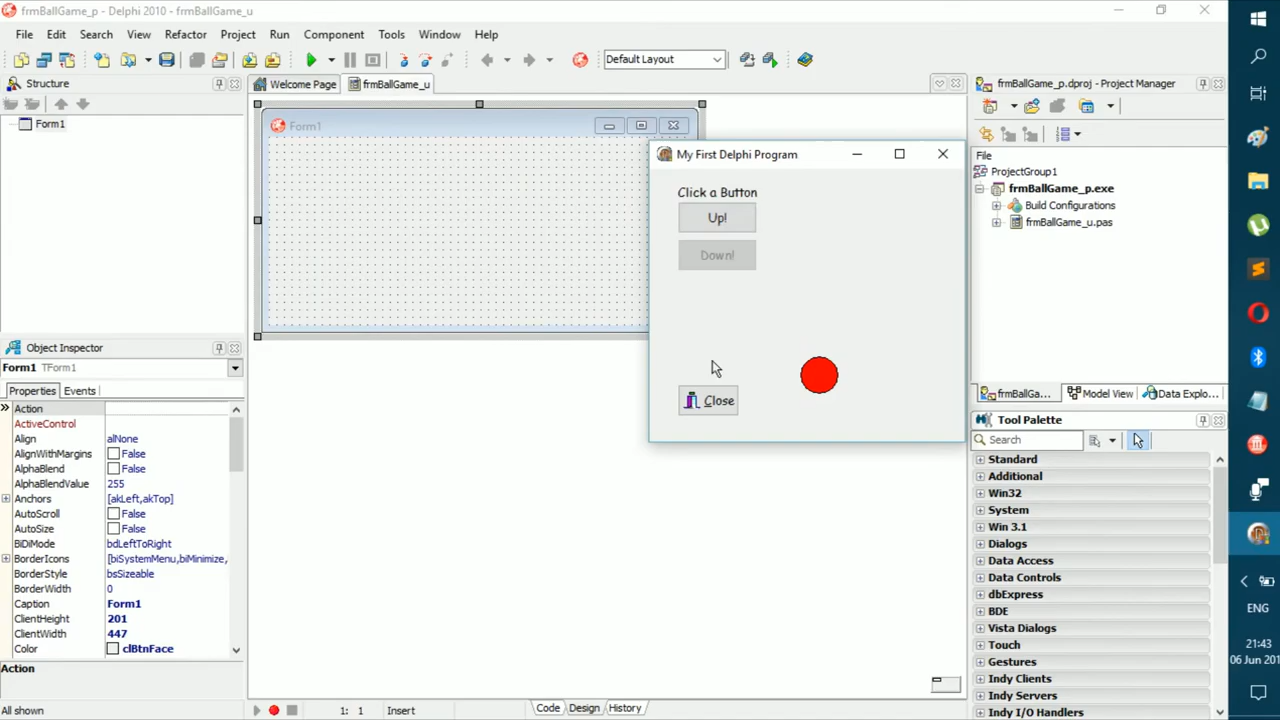 frmBallGame_p - Delphi 2010 - frmBallGame_u
File Edit Search View Refactor Project Run Component Tools Window Help
Default Layout
Structure
Form1
Welcome Page frmBallGame_u
Form1
My First Delphi Program
Click a Button
Up!
Down!
Close
frmBallGame_p.dproj - Project Manager
File
ProjectGroup1
frmBallGame_p.exe
Build Configurations
frmBallGame_u.pas
frmBallGa... Model View Data Explo...
Object Inspector
Form1 TForm1
Properties Events
Action
ActiveControl
Align alNone
AlignWithMargins False
AlphaBlend False
AlphaBlendValue 255
Anchors [akLeft,akTop]
AutoScroll False
AutoSize False
BiDiMode bdLeftToRight
BorderIcons [biSystemMenu,biMinimize,
BorderStyle bsSizeable
BorderWidth 0
Caption Form1
ClientHeight 201
ClientWidth 447
Color clBtnFace
Action
All shown
1: 1 Insert
Code Design History
Tool Palette
Search
Standard
Additional
Win32
System
Win 3.1
Dialogs
Data Access
Data Controls
dbExpress
BDE
Vista Dialogs
Touch
Gestures
Indy Clients
Indy Servers
Indy I/O Handlers
ENG
21:43
06 Jun 201